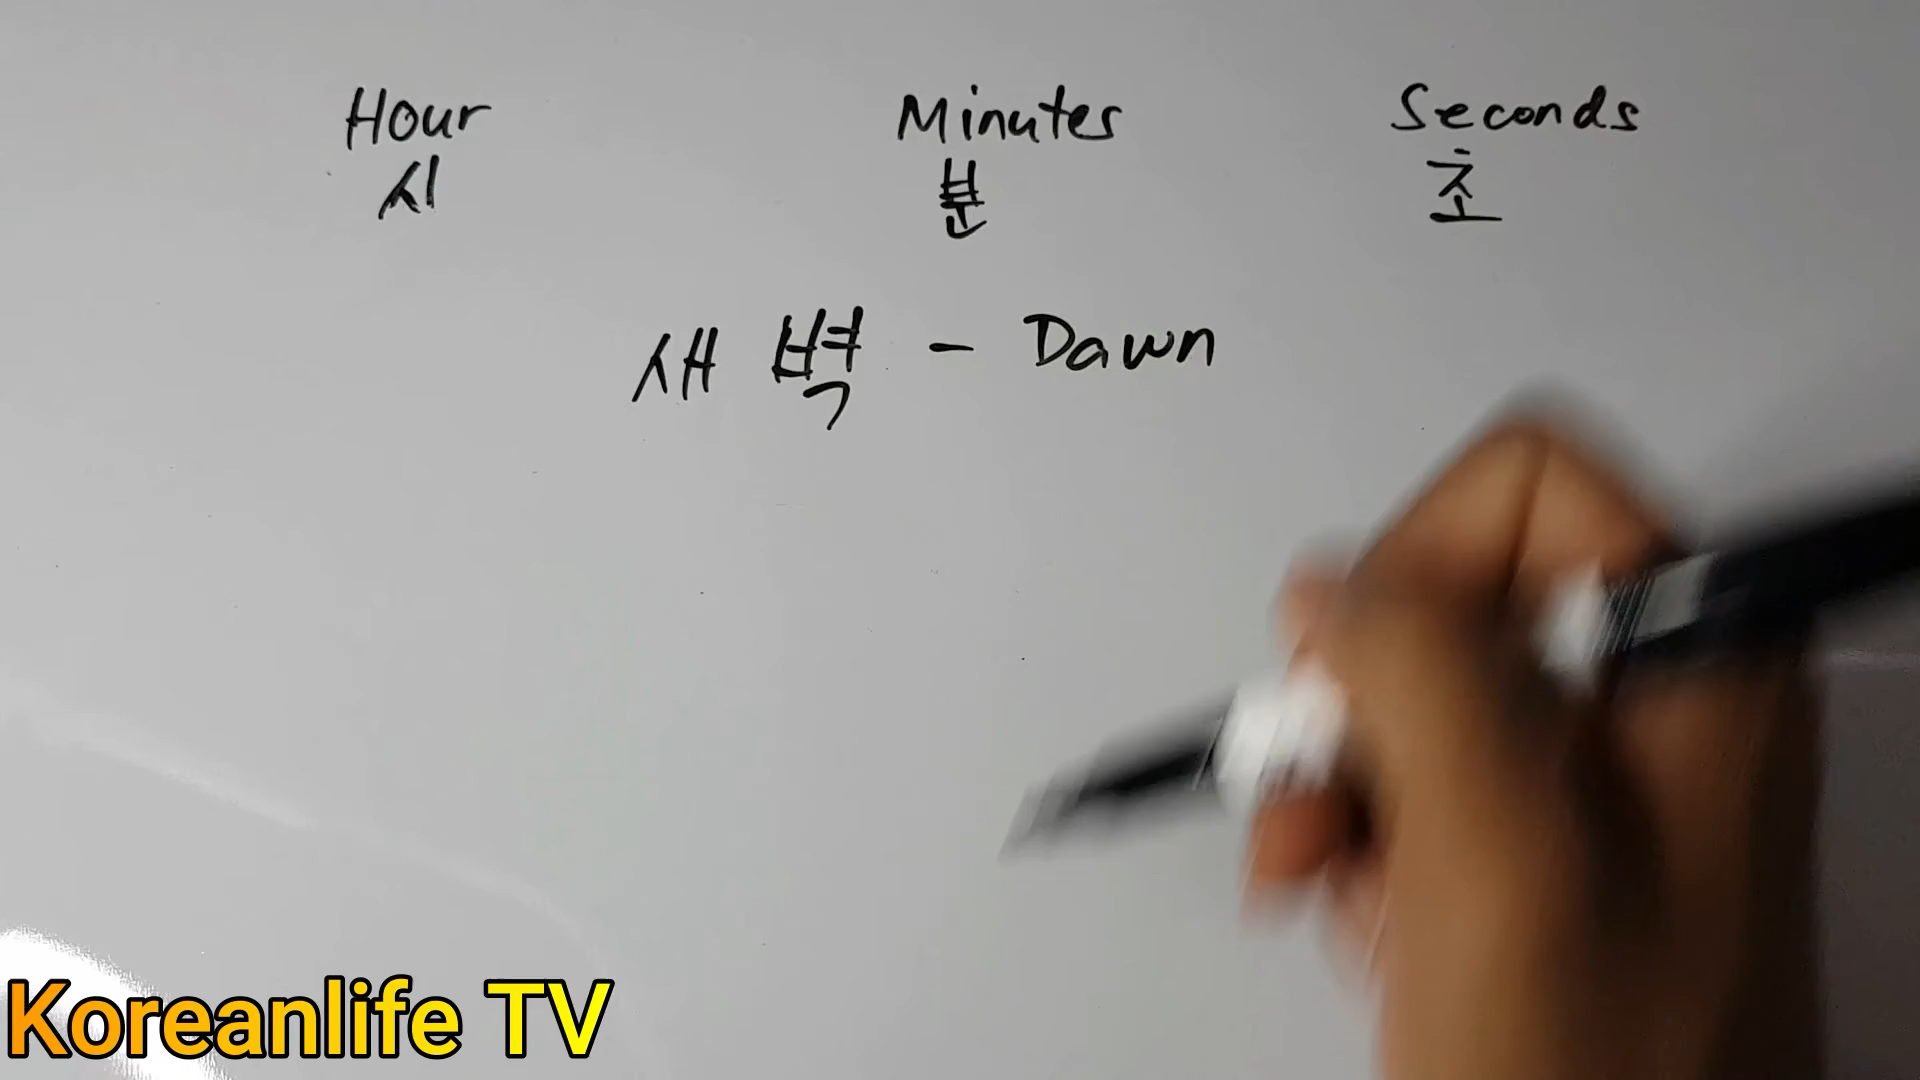 Hour Minutes Seconds
시 분 초
새벽 - Dawn
Koreanlife TV